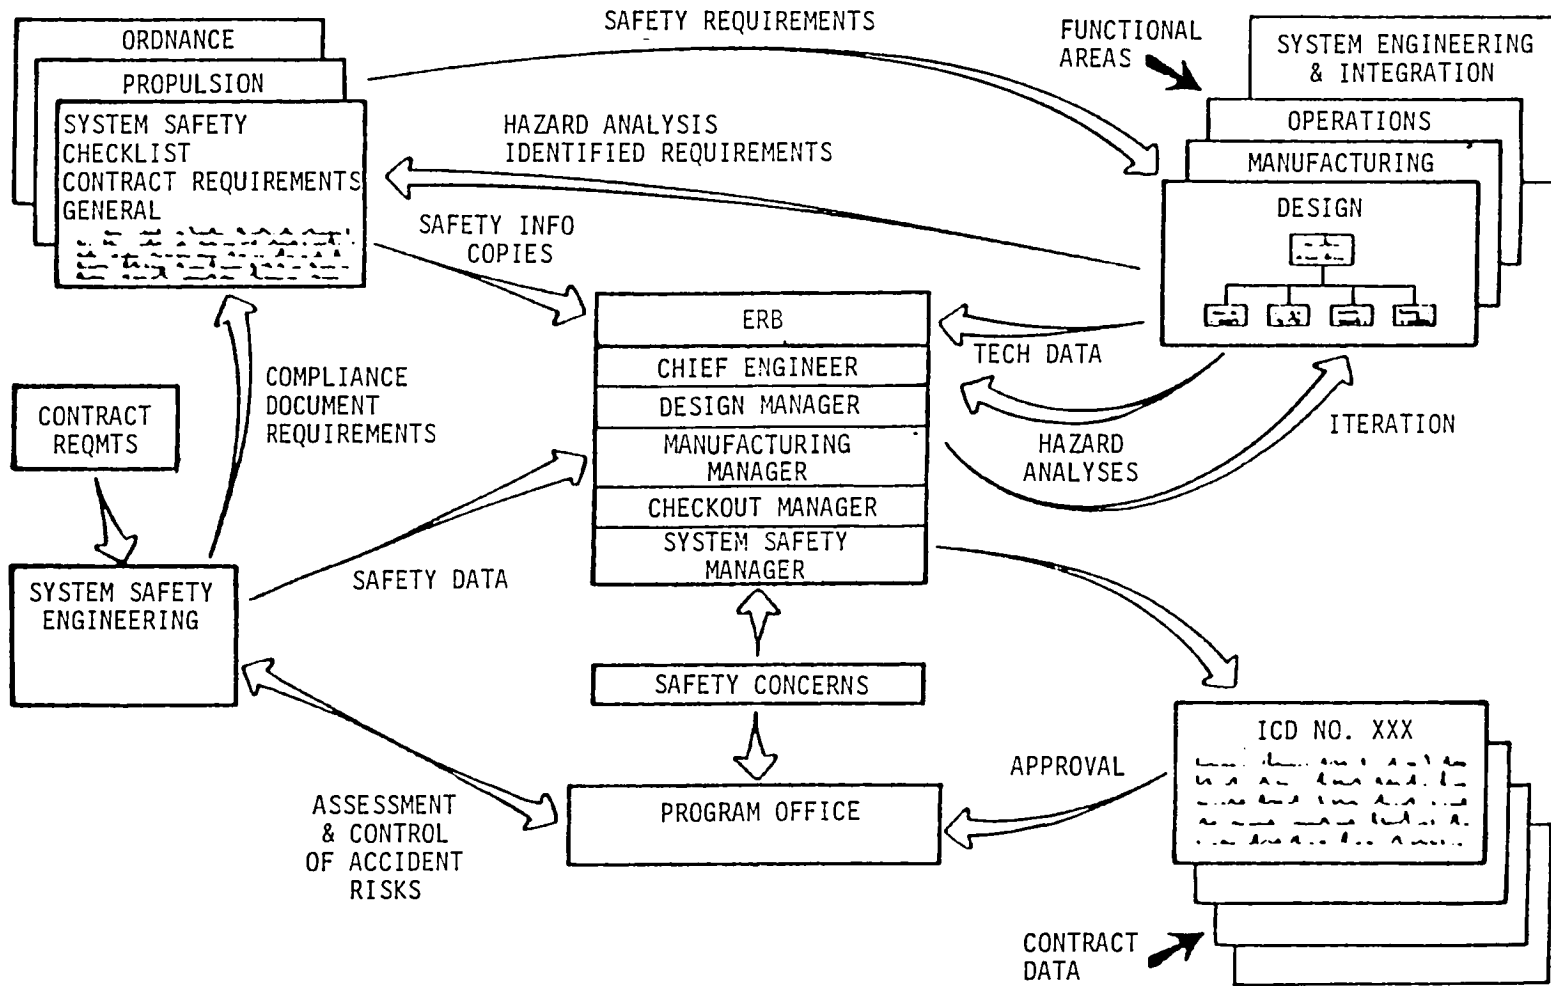 ORDNANCE
PROPULSION
SYSTEM SAFETY
CHECKLIST
CONTRACT REQUIREMENTS
GENERAL
SAFETY REQUIREMENTS
FUNCTIONAL
AREAS
SYSTEM ENGINEERING
& INTEGRATION
OPERATIONS
MANUFACTURING
DESIGN
HAZARD ANALYSIS
IDENTIFIED REQUIREMENTS
SAFETY INFO
COPIES
COMPLIANCE
DOCUMENT
REQUIREMENTS
CONTRACT
REQMTS
SYSTEM SAFETY
ENGINEERING
SAFETY DATA
ERB
CHIEF ENGINEER
DESIGN MANAGER
MANUFACTURING
MANAGER
CHECKOUT MANAGER
SYSTEM SAFETY
MANAGER
TECH DATA
HAZARD
ANALYSES
ITERATION
SAFETY CONCERNS
PROGRAM OFFICE
ASSESSMENT
& CONTROL
OF ACCIDENT
RISKS
APPROVAL
ICD NO. XXX
CONTRACT
DATA